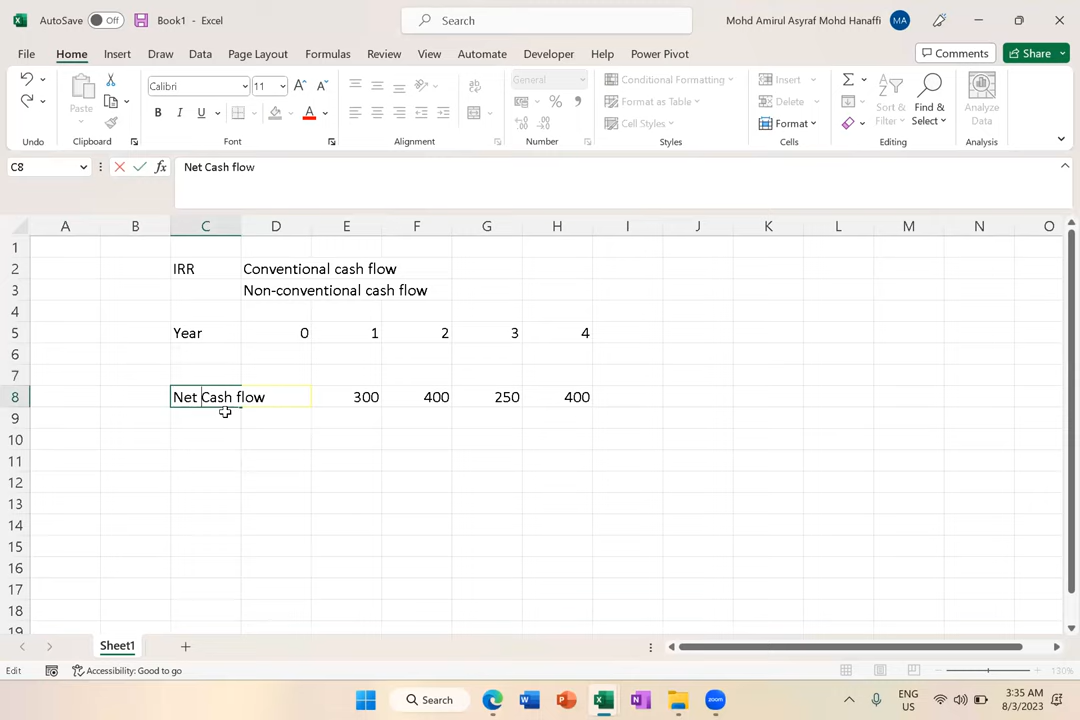 AutoSave Off Book1 - Excel Search Mohd Amirul Asyraf Mohd Hanaffi MA
File Home Insert Draw Data Page Layout Formulas Review View Automate Developer Help Power Pivot Comments Share
Calibri 11 General Conditional Formatting Insert
Paste Format as Table Delete Sort & Find & Analyze
B I U A Cell Styles Format Filter Select Data
Undo Clipboard Font Alignment Number Styles Cells Editing Analysis
C8 fx Net Cash flow
A B C D E F G H I J K L M N O
1
2 IRR Conventional cash flow
3 Non-conventional cash flow
4
5 Year 0 1 2 3 4
6
7
8 Net Cash flow 300 400 250 400
9
10
11
12
13
14
15
16
17
18
19
Sheet1
Edit Accessibility: Good to go 130%
Search zoom ENG US 3:35 AM 8/3/2023